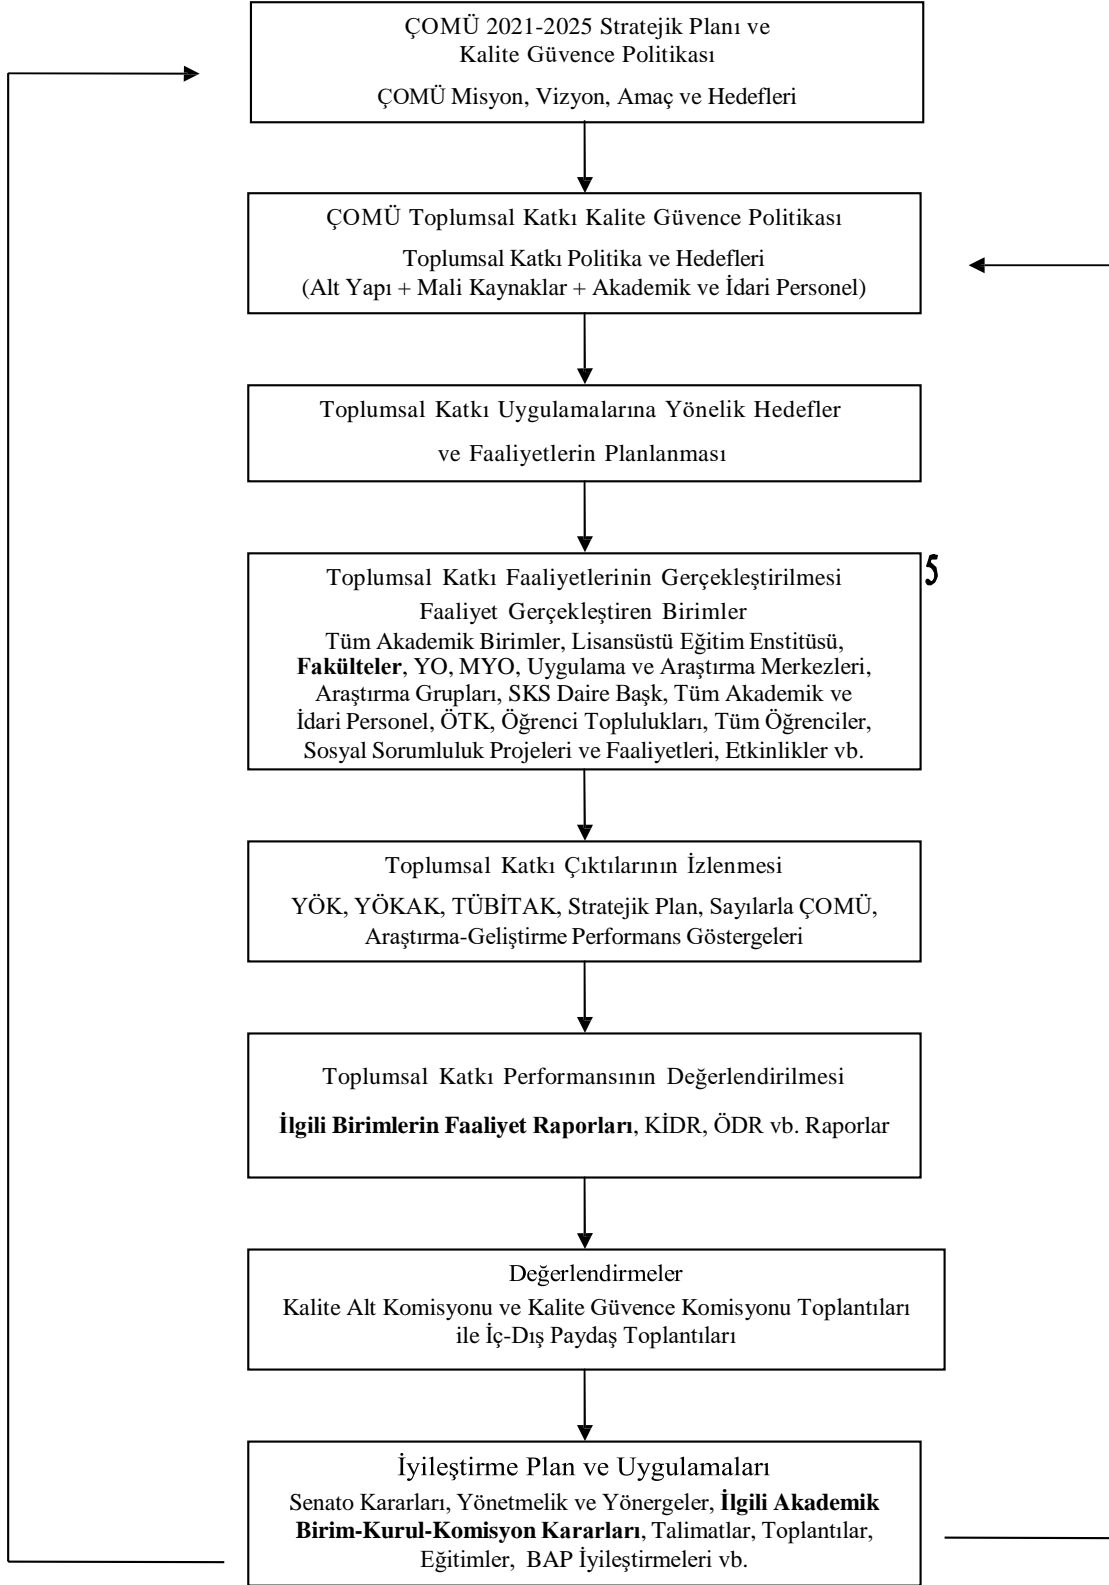 ÇOMÜ 2021-2025 Stratejik Planı ve
Kalite Güvence Politikası
ÇOMÜ Misyon, Vizyon, Amaç ve Hedefleri
ÇOMÜ Toplumsal Katkı Kalite Güvence Politikası
Toplumsal Katkı Politika ve Hedefleri
(Alt Yapı + Mali Kaynaklar + Akademik ve İdari Personel)
Toplumsal Katkı Uygulamalarına Yönelik Hedefler
ve Faaliyetlerin Planlanması
Toplumsal Katkı Faaliyetlerinin Gerçekleştirilmesi
5
Faaliyet Gerçekleştiren Birimler
Tüm Akademik Birimler, Lisansüstü Eğitim Enstitüsü,
Fakülteler, YO, MYO, Uygulama ve Araştırma Merkezleri,
Araştırma Grupları, SKS Daire Başk, Tüm Akademik ve
İdari Personel, ÖTK, Öğrenci Toplulukları, Tüm Öğrenciler,
Sosyal Sorumluluk Projeleri ve Faaliyetleri, Etkinlikler vb.
Toplumsal Katkı Çıktılarının İzlenmesi
YÖK, YÖKAK, TÜBİTAK, Stratejik Plan, Sayılarla ÇOMÜ,
Araştırma-Geliştirme Performans Göstergeleri
Toplumsal Katkı Performansının Değerlendirilmesi
İlgili Birimlerin Faaliyet Raporları, KİDR, ÖDR vb. Raporlar
Değerlendirmeler
Kalite Alt Komisyonu ve Kalite Güvence Komisyonu Toplantıları
ile İç-Dış Paydaş Toplantıları
İyileştirme Plan ve Uygulamaları
Senato Kararları, Yönetmelik ve Yönergeler, İlgili Akademik
Birim-Kurul-Komisyon Kararları, Talimatlar, Toplantılar,
Eğitimler, BAP İyileştirmeleri vb.